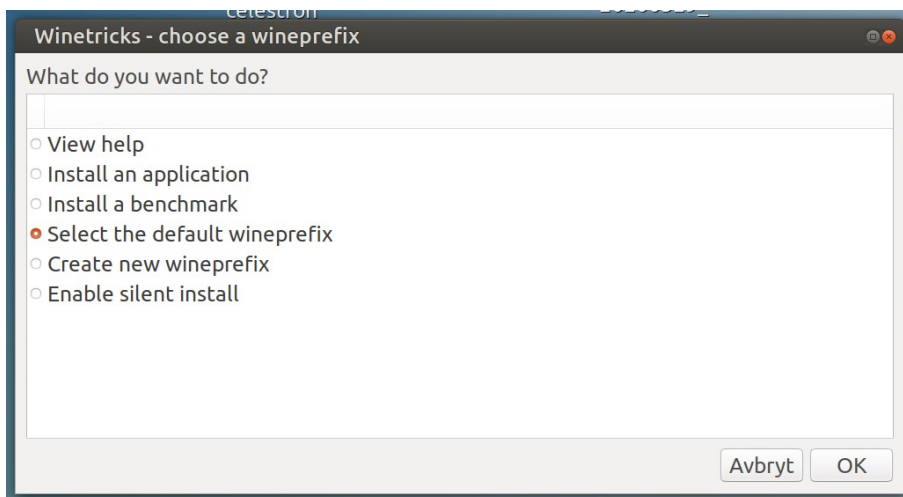 celestron
Winetricks - choose a wineprefix
What do you want to do?
View help
Install an application
Install a benchmark
Select the default wineprefix
Create new wineprefix
Enable silent install
Avbryt OK